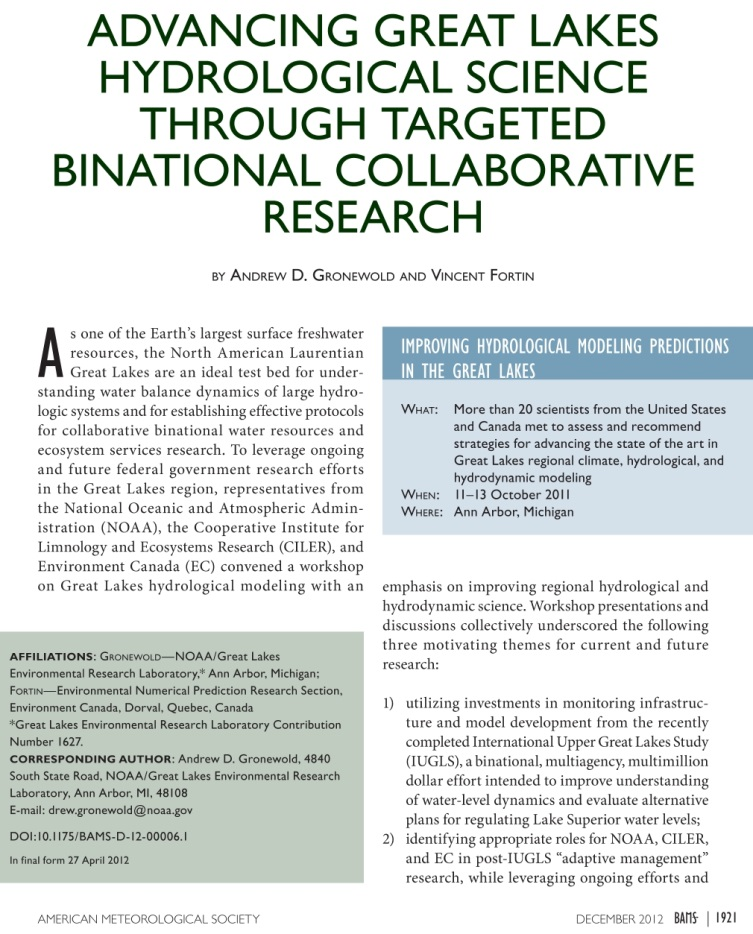 ADVANCING GREAT LAKES
HYDROLOGICAL SCIENCE
THROUGH TARGETED
BINATIONAL COLLABORATIVE
RESEARCH
BY ANDREW D. GRONEWOLD AND VINCENT FORTIN
As one of the Earth's largest surface freshwater
resources, the North American Laurentian
Great Lakes are an ideal test bed for under-
standing water balance dynamics of large hydro-
logic systems and for establishing effective protocols
for collaborative binational water resources and
ecosystem services research. To leverage ongoing
and future federal government research efforts
in the Great Lakes region, representatives from
the National Oceanic and Atmospheric Admin-
istration (NOAA), the Cooperative Institute for
Limnology and Ecosystems Research (CILER), and
Environment Canada (EC) convened a workshop
on Great Lakes hydrological modeling with an
AFFILIATIONS: GRONEWOLD—NOAA/Great Lakes
Environmental Research Laboratory,* Ann Arbor, Michigan;
FORTIN—Environmental Numerical Prediction Research Section,
Environment Canada, Dorval, Quebec, Canada
*Great Lakes Environmental Research Laboratory Contribution
Number 1627.
CORRESPONDING AUTHOR: Andrew D. Gronewold, 4840
South State Road, NOAA/Great Lakes Environmental Research
Laboratory, Ann Arbor, MI, 48108
E-mail: drew.gronewold@noaa.gov
DOI:10.1175/BAMS-D-12-00006.1
In final form 27 April 2012
IMPROVING HYDROLOGICAL MODELING PREDICTIONS
IN THE GREAT LAKES
WHAT: More than 20 scientists from the United States
and Canada met to assess and recommend
strategies for advancing the state of the art in
Great Lakes regional climate, hydrological, and
hydrodynamic modeling
WHEN: 11–13 October 2011
WHERE: Ann Arbor, Michigan
emphasis on improving regional hydrological and
hydrodynamic science. Workshop presentations and
discussions collectively underscored the following
three motivating themes for current and future
research:
1) utilizing investments in monitoring infrastruc-
ture and model development from the recently
completed International Upper Great Lakes Study
(IUGLS), a binational, multiagency, multimillion
dollar effort intended to improve understanding
of water-level dynamics and evaluate alternative
plans for regulating Lake Superior water levels;
2) identifying appropriate roles for NOAA, CILER,
and EC in post-IUGLS "adaptive management"
research, while leveraging ongoing efforts and
AMERICAN METEOROLOGICAL SOCIETY
DECEMBER 2012 BAMS | 1921